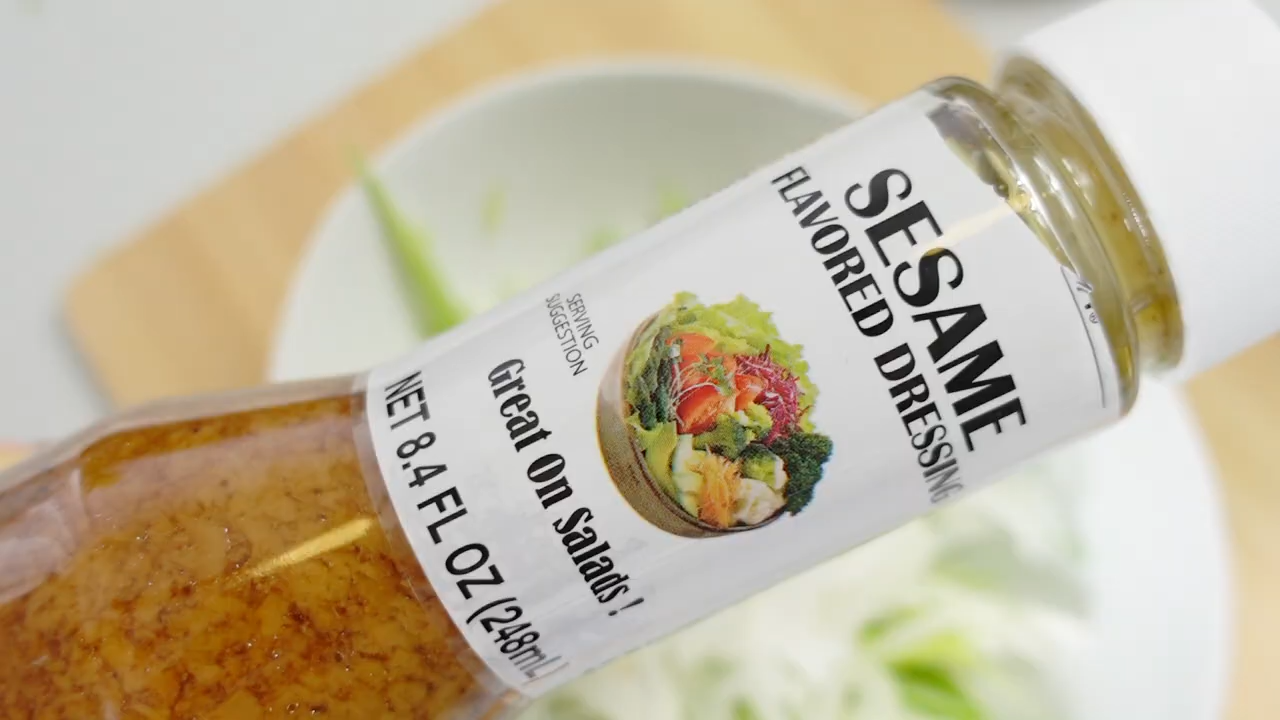 SESAME
FLAVORED DRESSING
SERVING
SUGGESTION
Great On Salads!
NET 8.4 FL OZ (248mL)